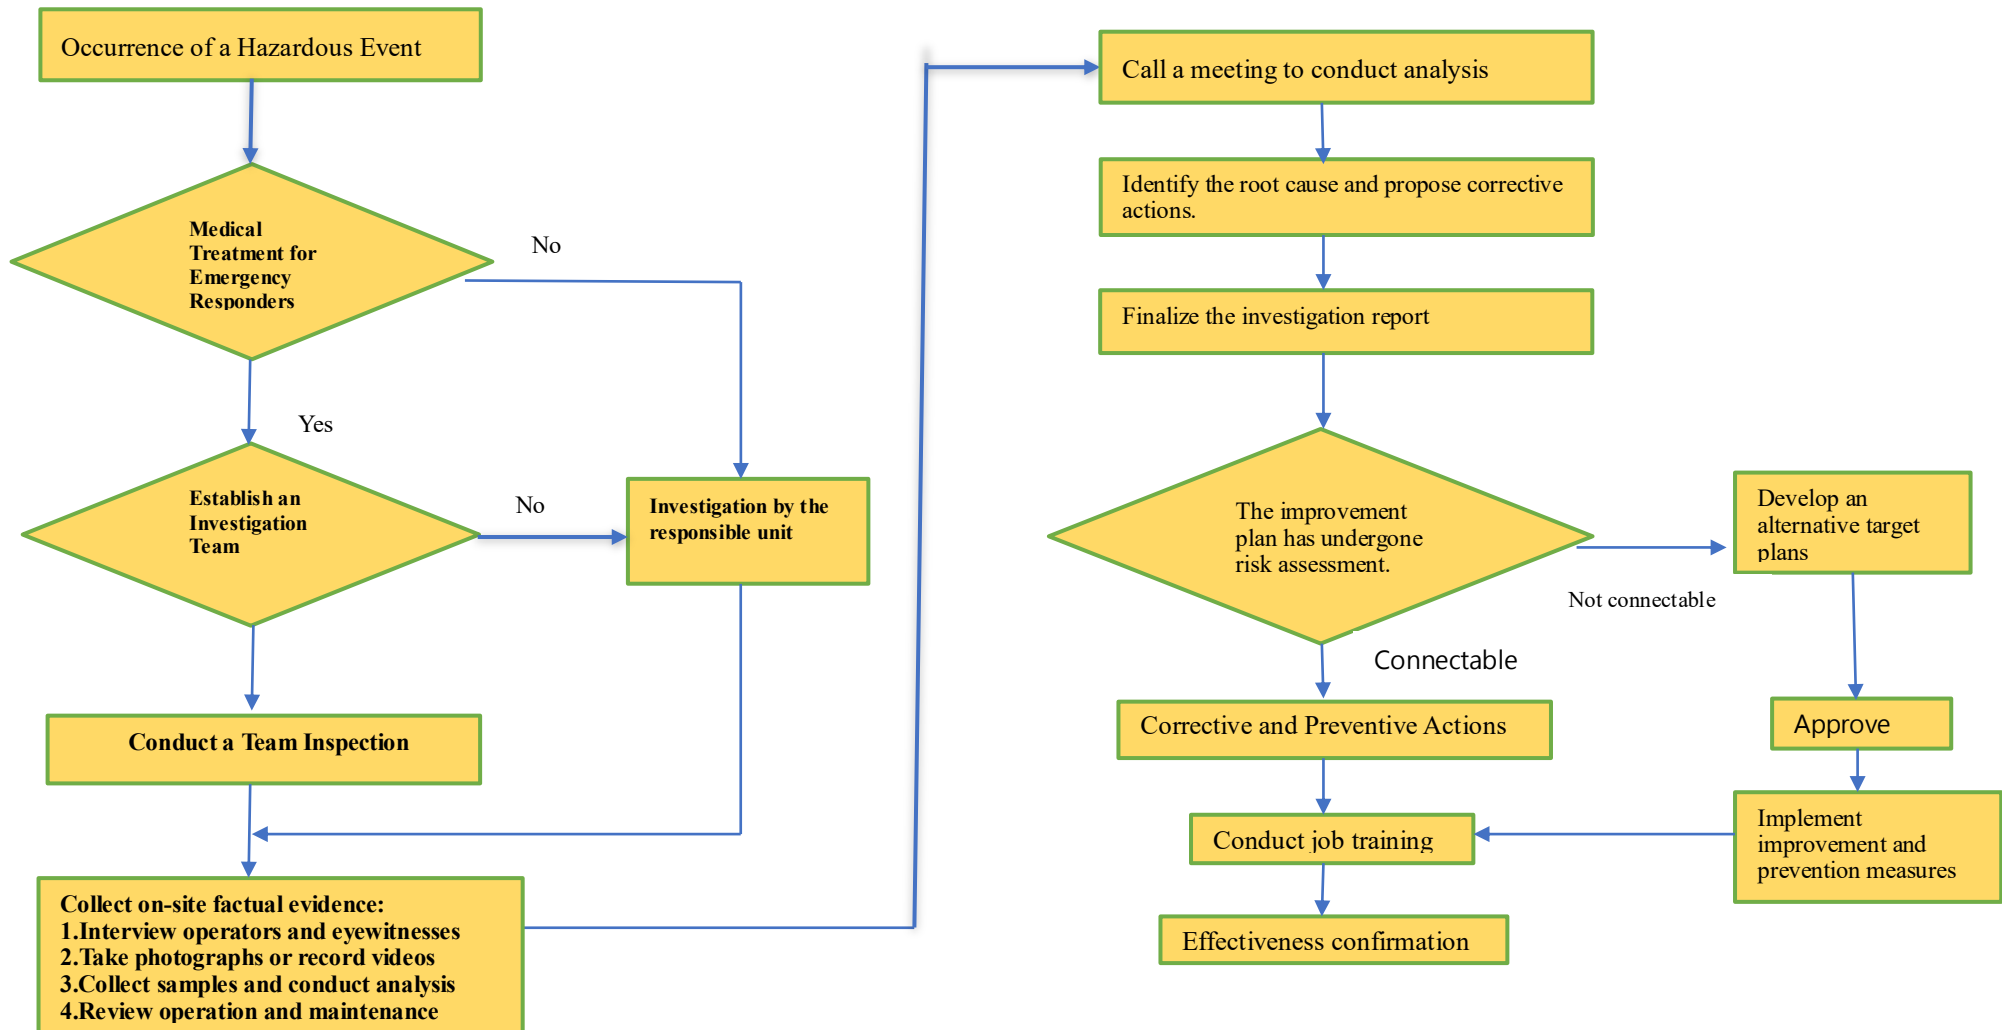 Occurrence of a Hazardous Event
Medical
Treatment for
Emergency
Responders
No
Yes
Establish an
Investigation
Team
No
Investigation by the
responsible unit
Conduct a Team Inspection
Collect on-site factual evidence:
1.Interview operators and eyewitnesses
2.Take photographs or record videos
3.Collect samples and conduct analysis
4.Review operation and maintenance
Call a meeting to conduct analysis
Identify the root cause and propose corrective
actions.
Finalize the investigation report
The improvement
plan has undergone
risk assessment.
Not connectable
Develop an
alternative target
plans
Connectable
Corrective and Preventive Actions
Approve
Implement
improvement and
prevention measures
Conduct job training
Effectiveness confirmation